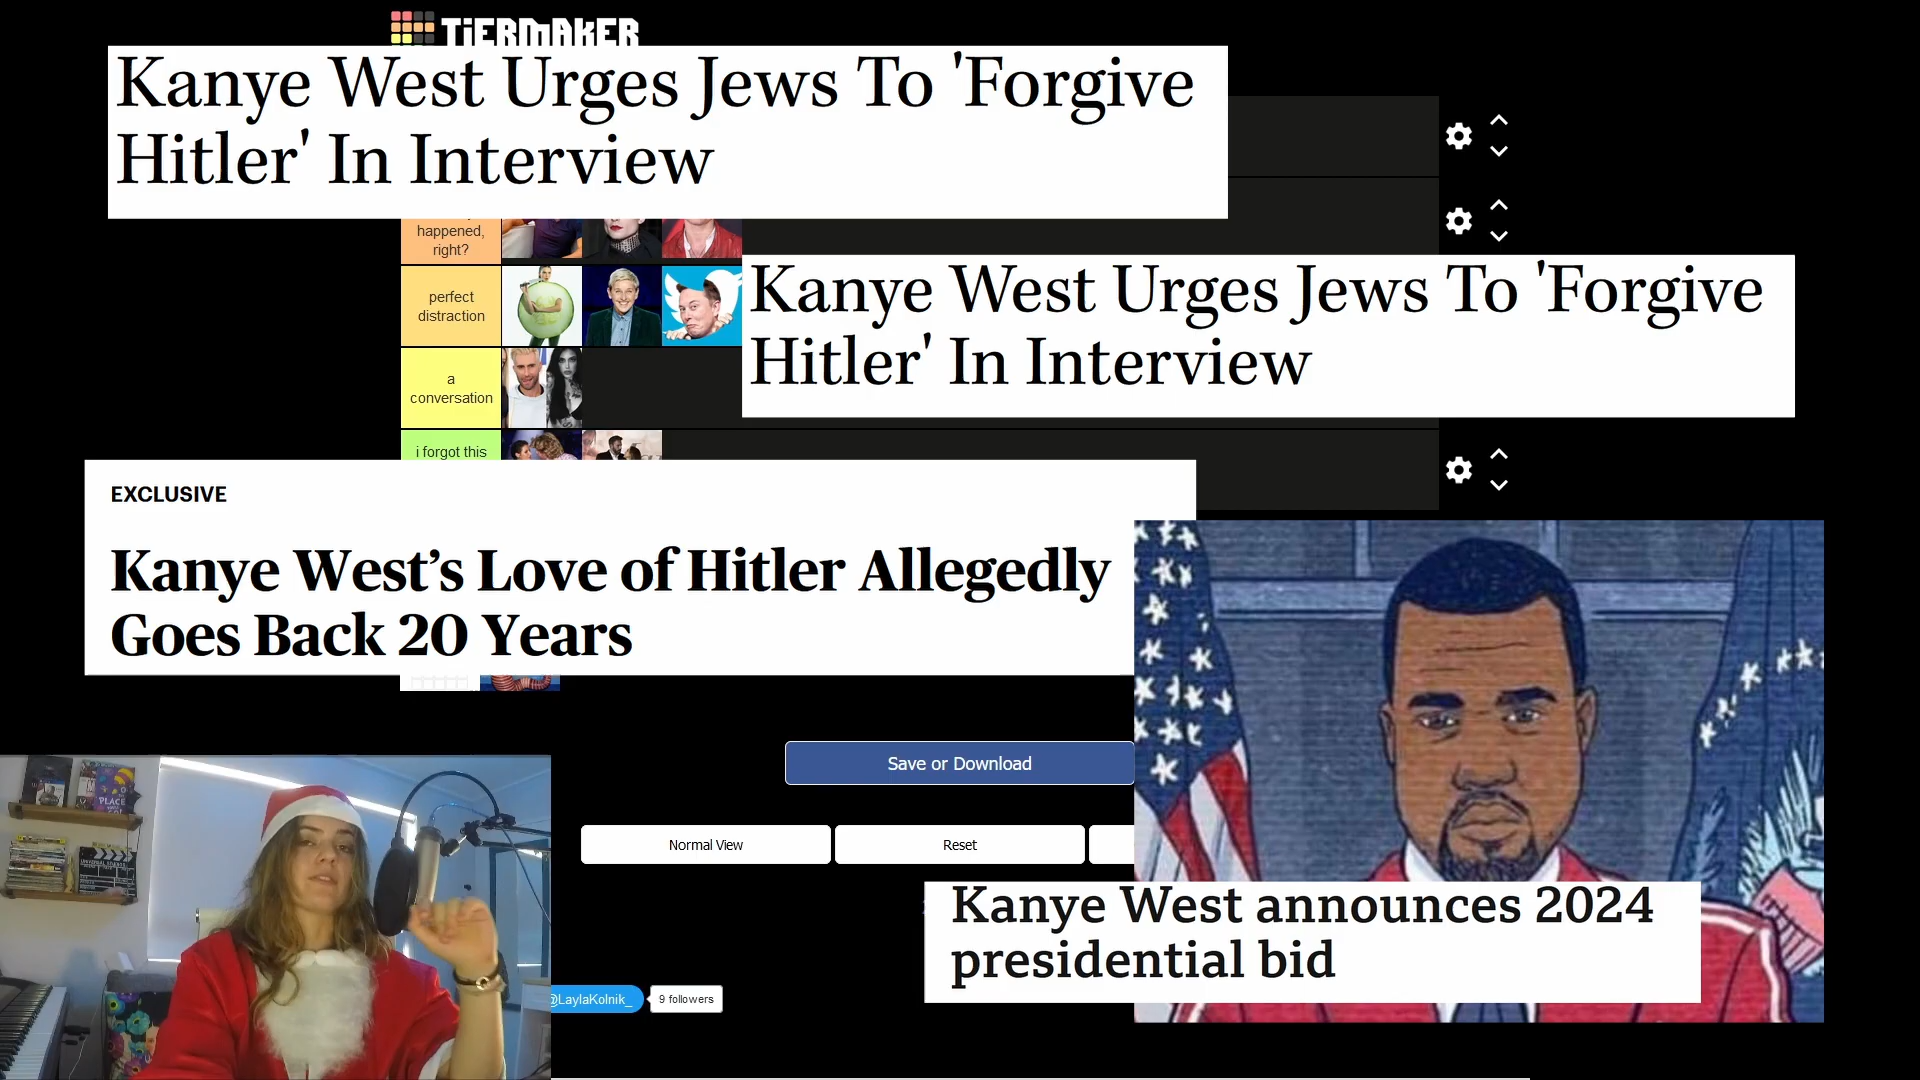 TiERMAKER
Kanye West Urges Jews To 'Forgive
Hitler' In Interview
happened,
right?
perfect
distraction
Kanye West Urges Jews To 'Forgive
Hitler' In Interview
a
conversation
i forgot this
EXCLUSIVE
Kanye West’s Love of Hitler Allegedly
Goes Back 20 Years
Save or Download
Normal View
Reset
Kanye West announces 2024
presidential bid
@LaylaKolnik_
9 followers
PLACE